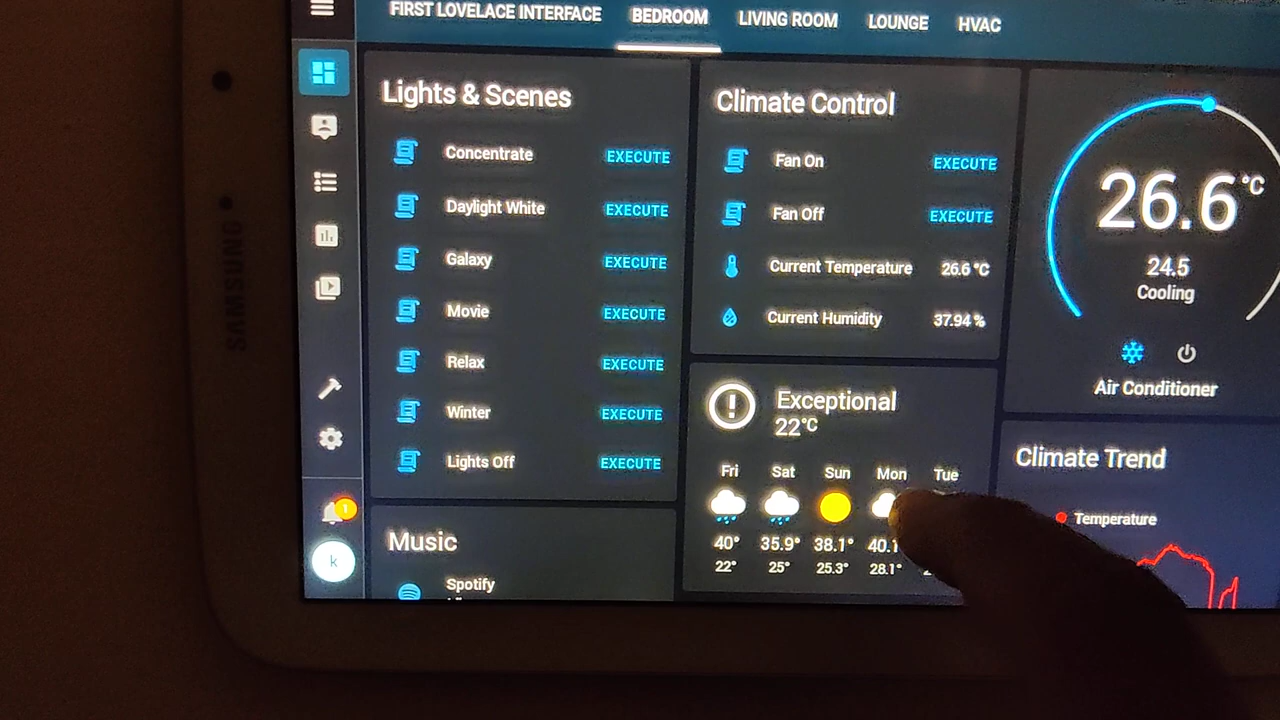 FIRST LOVELACE INTERFACE BEDROOM LIVING ROOM LOUNGE HVAC
SAMSUNG
Lights & Scenes
Concentrate EXECUTE
Daylight White EXECUTE
Galaxy EXECUTE
Movie EXECUTE
Relax EXECUTE
Winter EXECUTE
Lights Off EXECUTE
Music
Spotify
1
k
Climate Control
Fan On EXECUTE
Fan Off EXECUTE
Current Temperature 26.6 °C
Current Humidity 37.94 %
Exceptional
22°C
Fri Sat Sun Mon Tue
40° 35.9° 38.1° 40.1
22° 25° 25.3° 28.1°
26.6 °C
24.5
Cooling
Air Conditioner
Climate Trend
Temperature